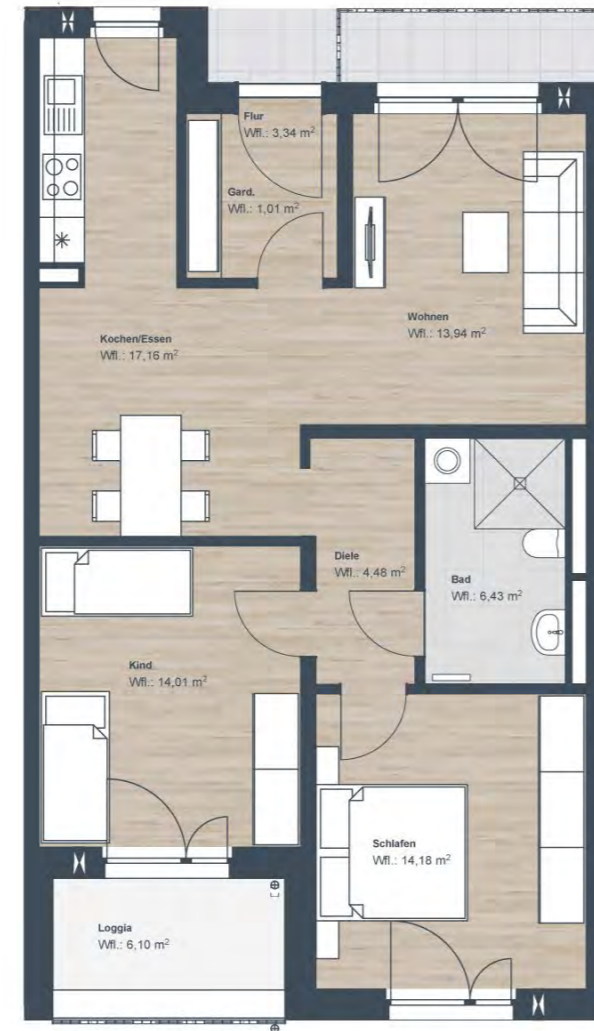 Flur
Wfl.: 3,34 m²
Gard.
Wfl.: 1,01 m²
Wohnen
Wfl.: 13,94 m²
Kochen/Essen
Wfl.: 17,16 m²
Diele
Wfl.: 4,48 m²
Bad
Wfl.: 6,43 m²
Kind
Wfl.: 14,01 m²
Schlafen
Wfl.: 14,18 m²
Loggia
Wfl.: 6,10 m²